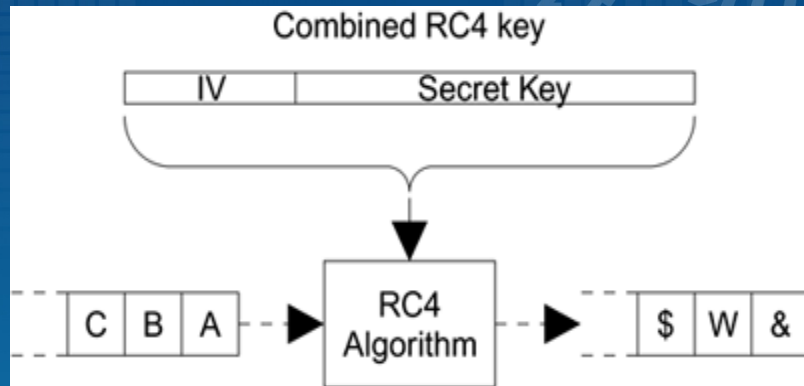 Combined RC4 key
IV Secret Key
C B A RC4 Algorithm $ W &